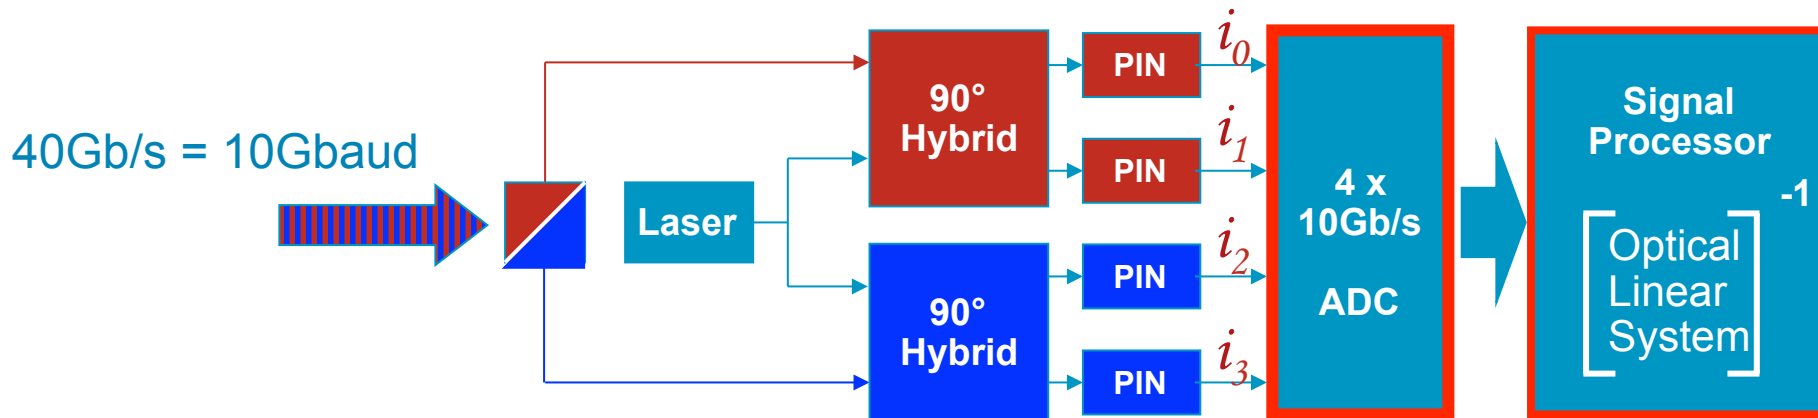 40Gb/s = 10Gbaud
Laser
90°
Hybrid
90°
Hybrid
PIN
PIN
PIN
PIN
i0
i1
i2
i3
4 x
10Gb/s
ADC
Signal
Processor
-1
Optical
Linear
System